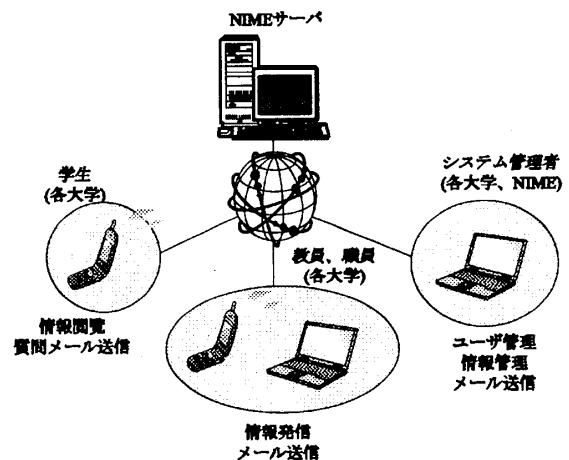 NIMEサーバ
学生
(各大学)
システム管理者
(各大学、NIME)
教員、職員
(各大学)
情報閲覧
質問メール送信
ユーザ管理
情報管理
メール送信
情報発信
メール送信